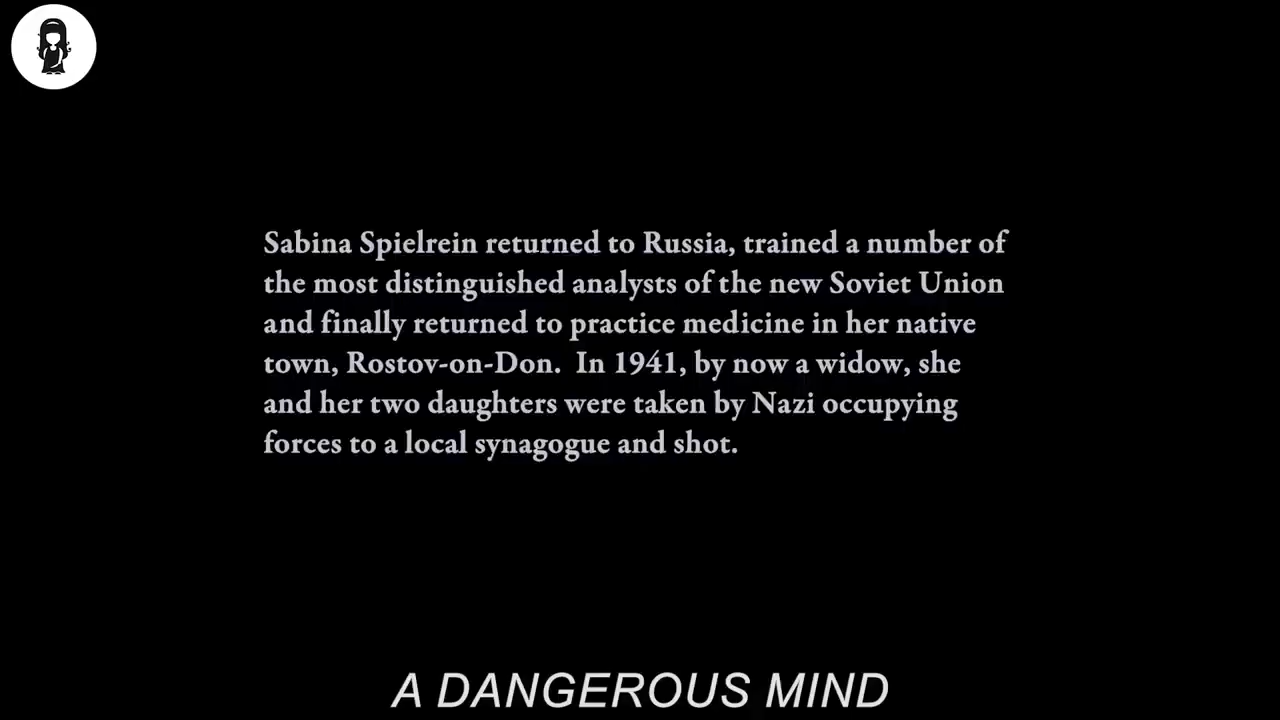 Sabina Spielrein returned to Russia, trained a number of
the most distinguished analysts of the new Soviet Union
and finally returned to practice medicine in her native
town, Rostov-on-Don.  In 1941, by now a widow, she
and her two daughters were taken by Nazi occupying
forces to a local synagogue and shot.
A DANGEROUS MIND